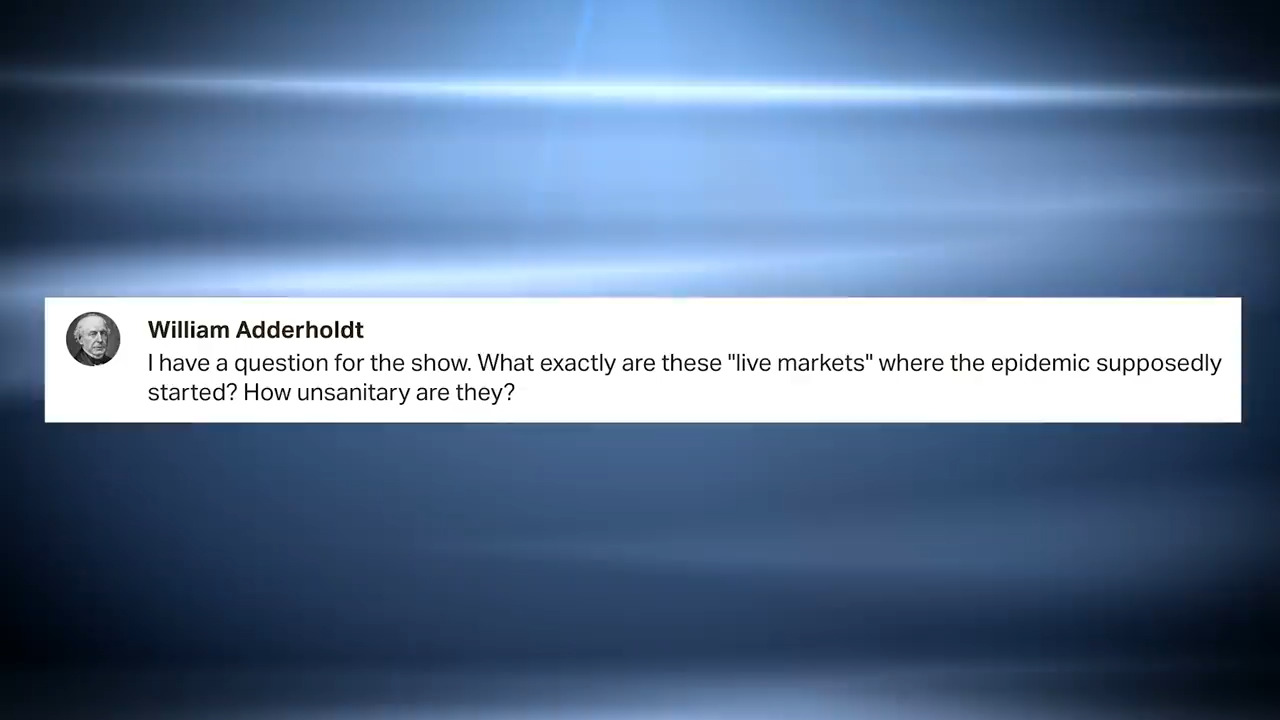 William Adderholdt
I have a question for the show. What exactly are these "live markets" where the epidemic supposedly
started? How unsanitary are they?